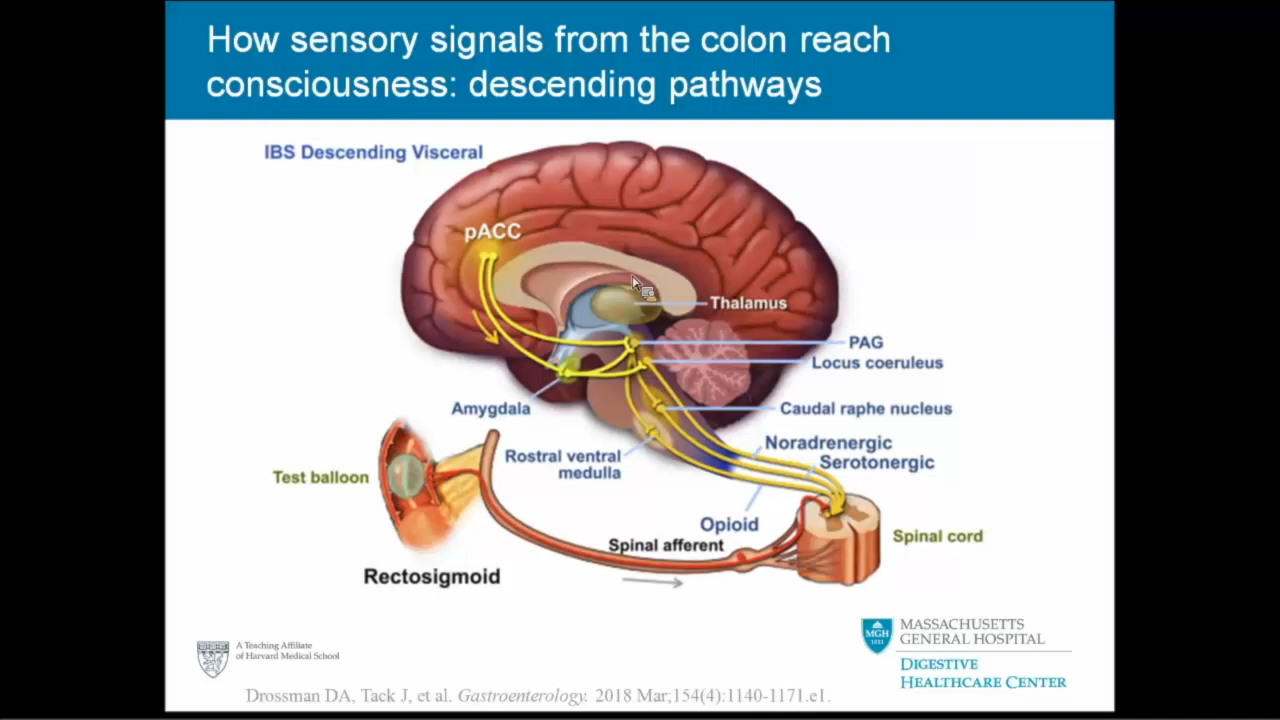 How sensory signals from the colon reach
consciousness: descending pathways
IBS Descending Visceral
pACC
Thalamus
PAG
Locus coeruleus
Amygdala
Caudal raphe nucleus
Rostral ventral
medulla
Noradrenergic
Serotonergic
Test balloon
Opioid
Spinal afferent
Spinal cord
Rectosigmoid
A Teaching Affiliate
of Harvard Medical School
MGH
1811
MASSACHUSETTS
GENERAL HOSPITAL
DIGESTIVE
HEALTHCARE CENTER
Drossman DA, Tack J, et al. Gastroenterology. 2018 Mar;154(4):1140-1171.e1.